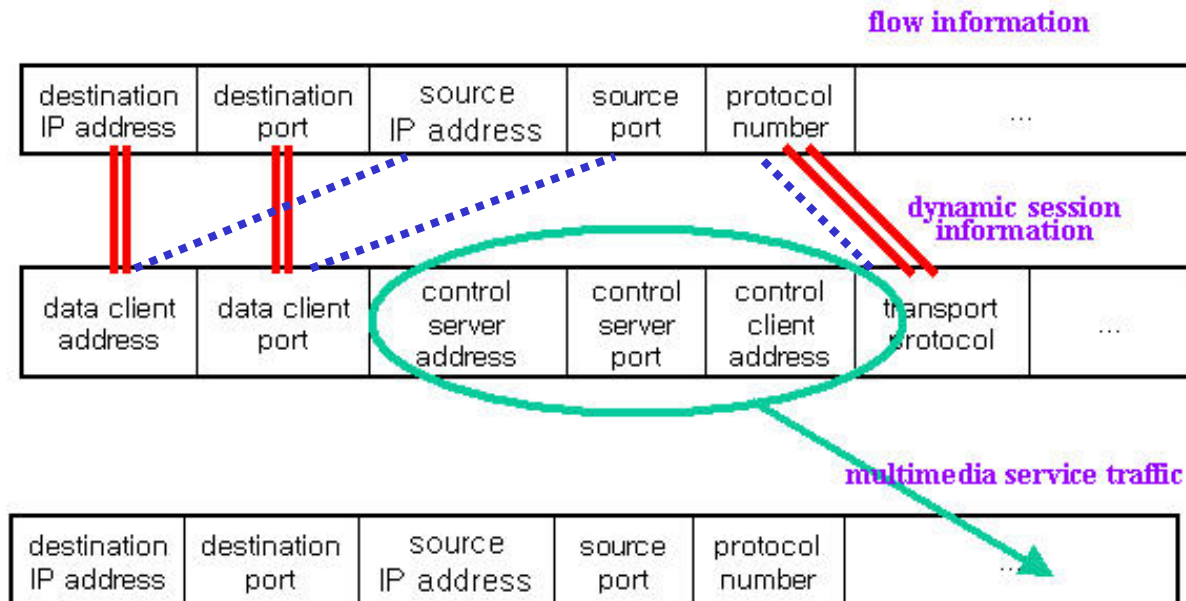 flow information
destination IP address
destination port
source IP address
source port
protocol number
...
dynamic session information
data client address
data client port
control server address
control server port
control client address
transport protocol
...
multimedia service traffic
destination IP address
destination port
source IP address
source port
protocol number
...